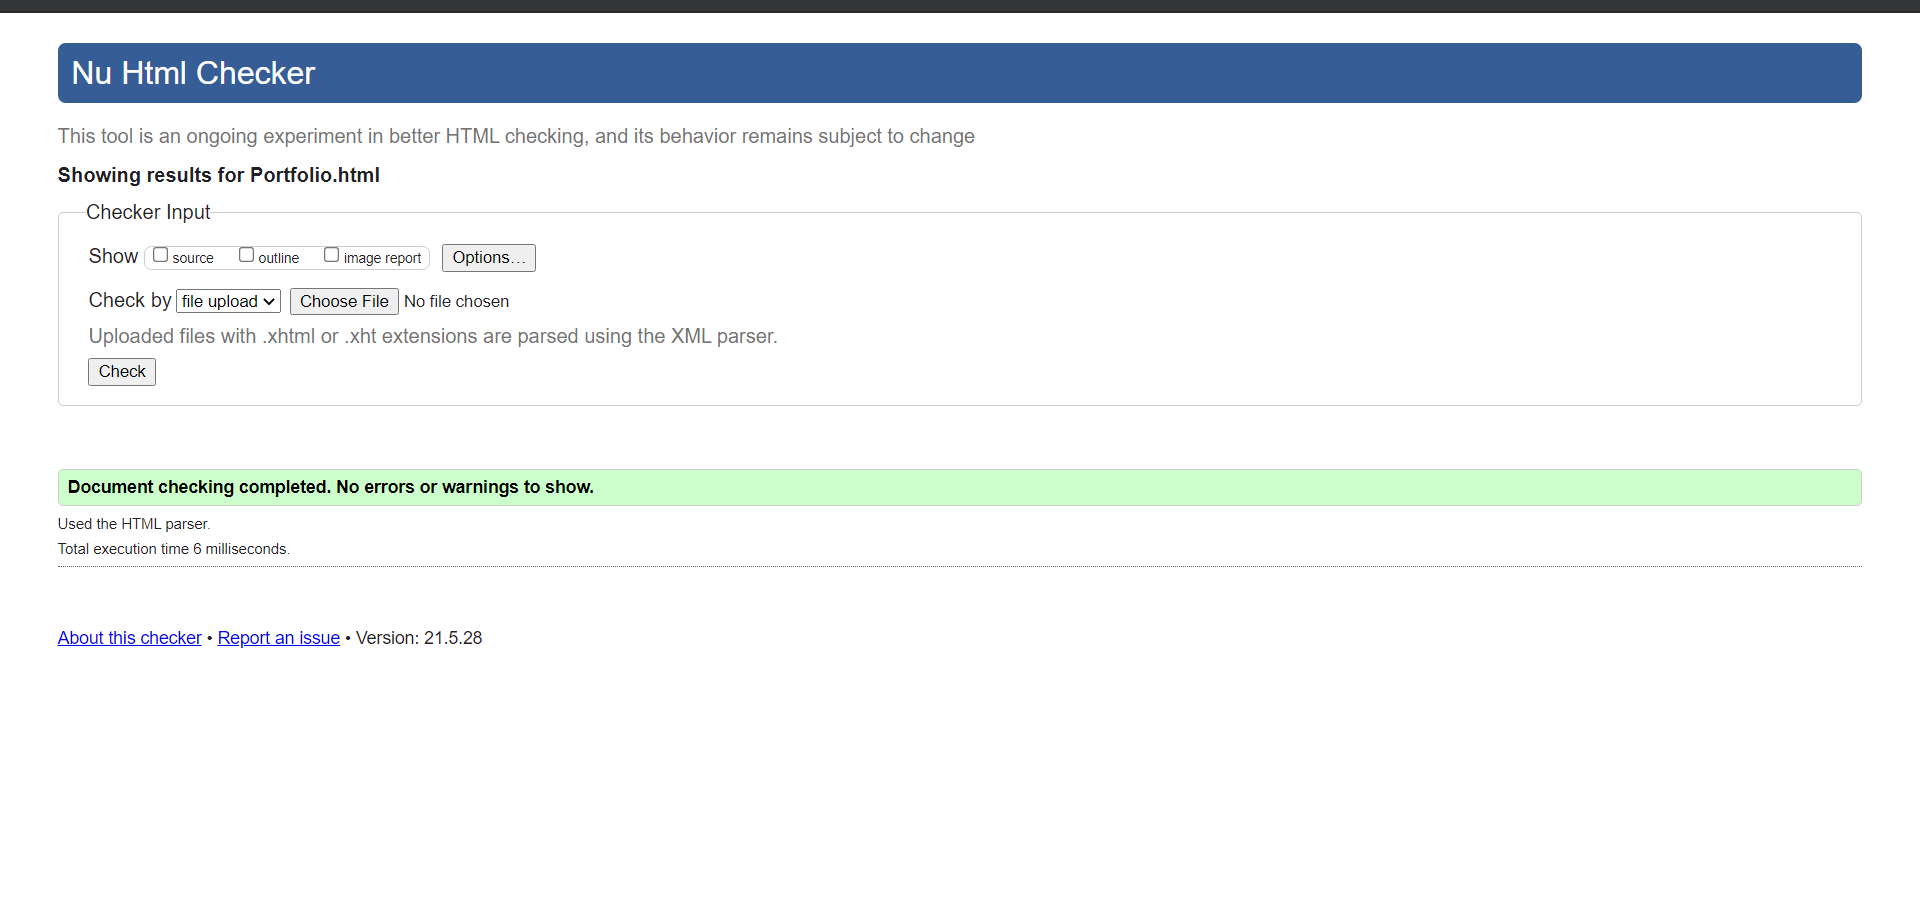 Nu Html Checker
This tool is an ongoing experiment in better HTML checking, and its behavior remains subject to change
Showing results for Portfolio.html
Checker Input
Show source outline image report Options...
Check by file upload Choose File No file chosen
Uploaded files with .xhtml or .xht extensions are parsed using the XML parser.
Check
Document checking completed. No errors or warnings to show.
Used the HTML parser.
Total execution time 6 milliseconds.
About this checker • Report an issue • Version: 21.5.28